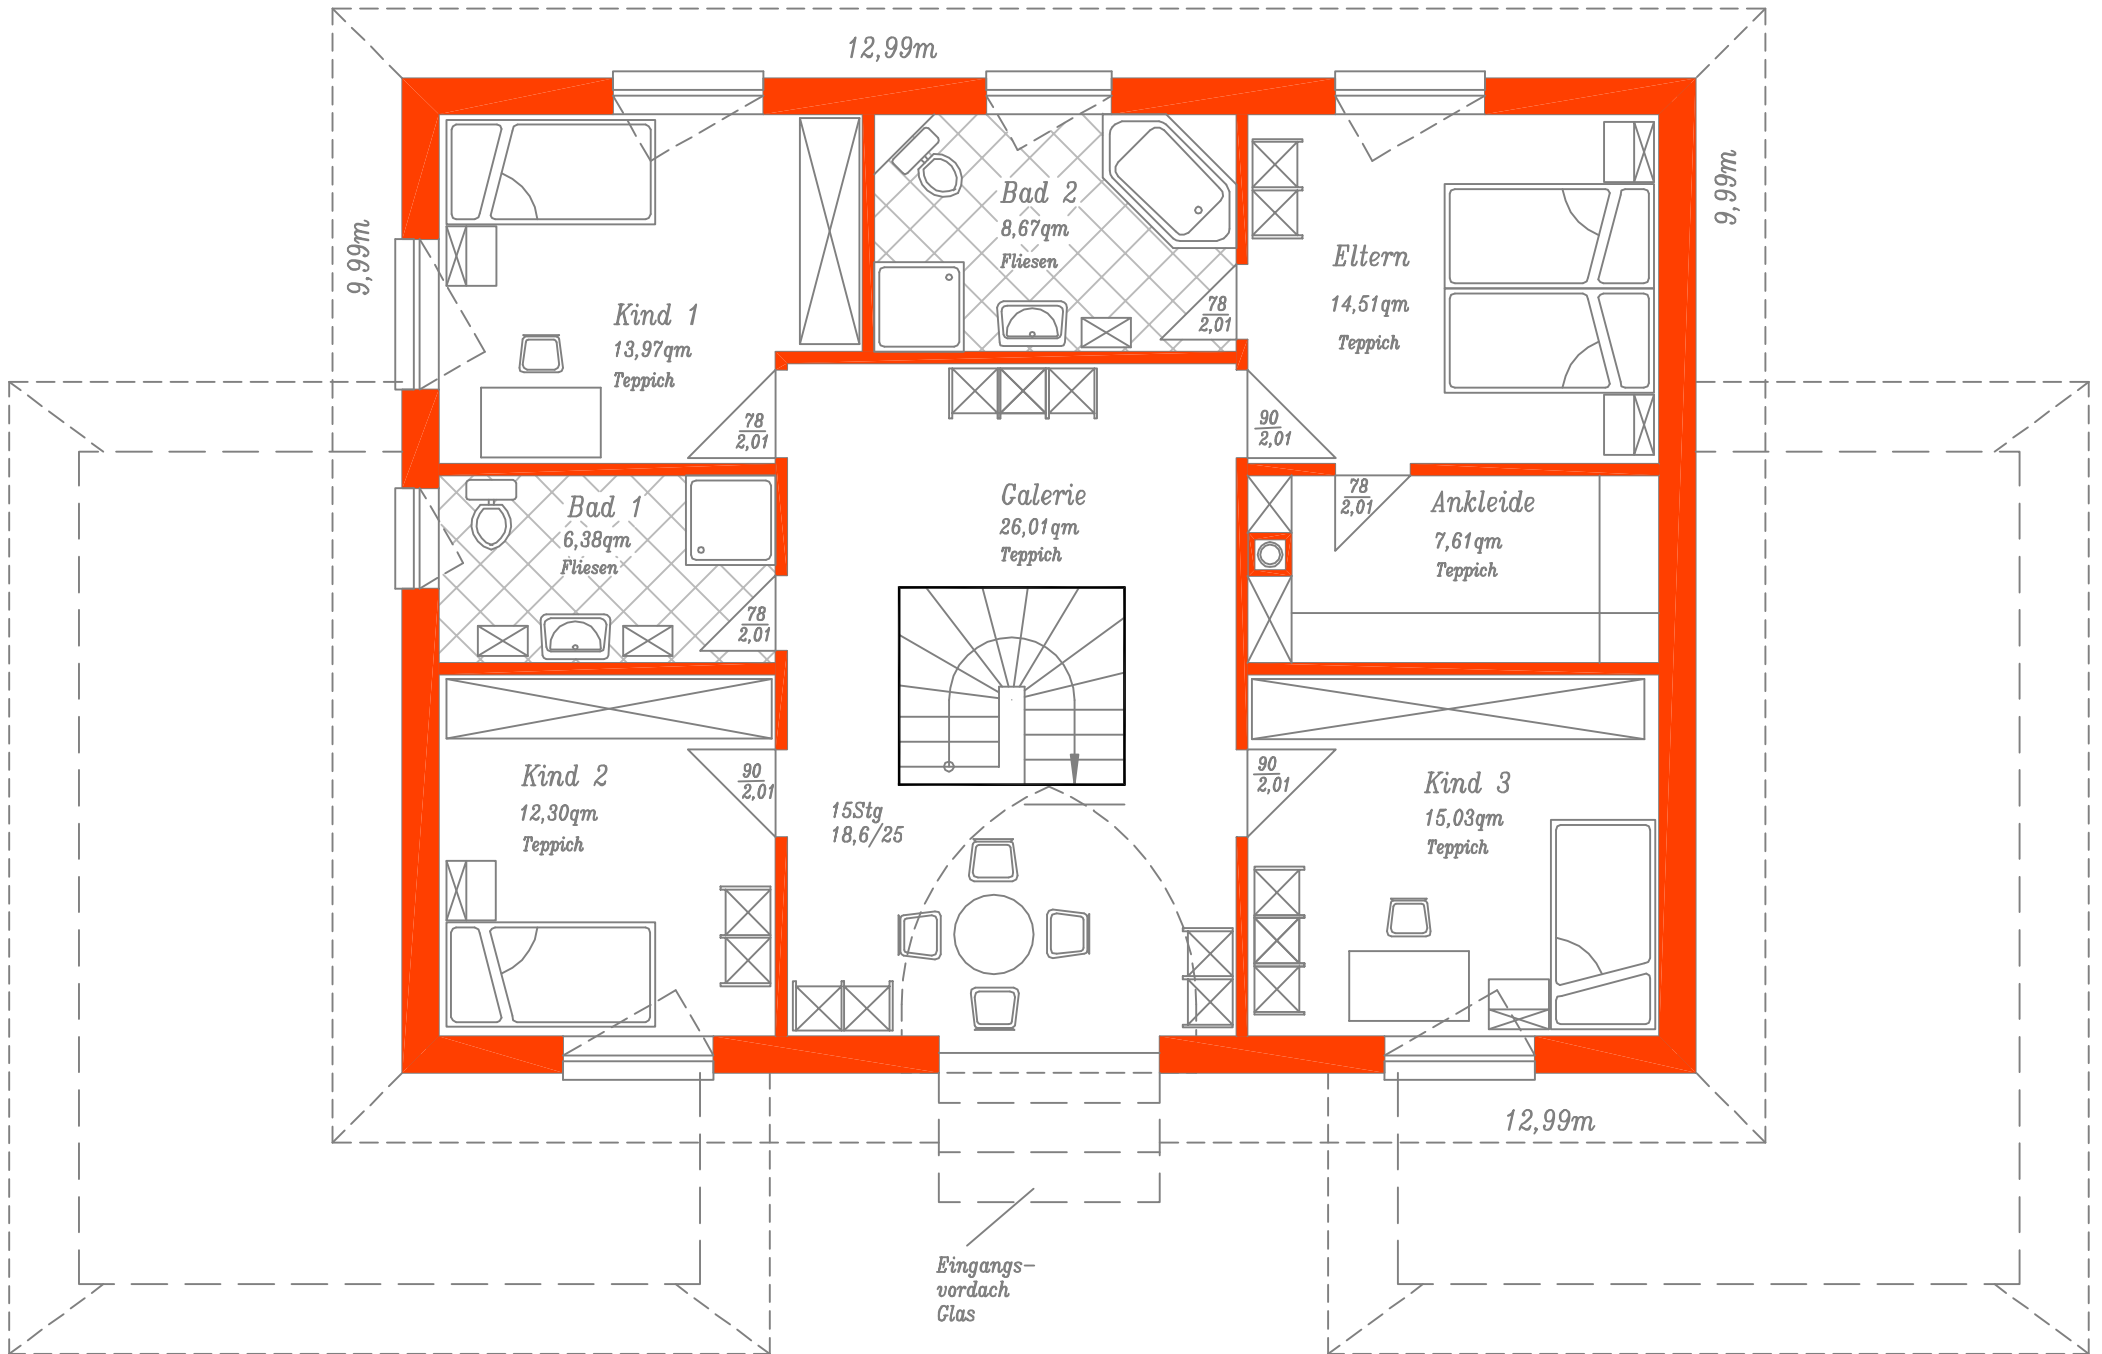 12,99m
9,99m
9,99m
Kind 1
13,97qm
Teppich
78
2,01
Bad 2
8,67qm
Fliesen
78
2,01
Eltern
14,51qm
Teppich
90
2,01
Bad 1
6,38qm
Fliesen
78
2,01
Galerie
26,01qm
Teppich
78
2,01
Ankleide
7,61qm
Teppich
Kind 2
12,30qm
Teppich
90
2,01
15Stg
18,6/25
90
2,01
Kind 3
15,03qm
Teppich
12,99m
Eingangs-
vordach
Glas